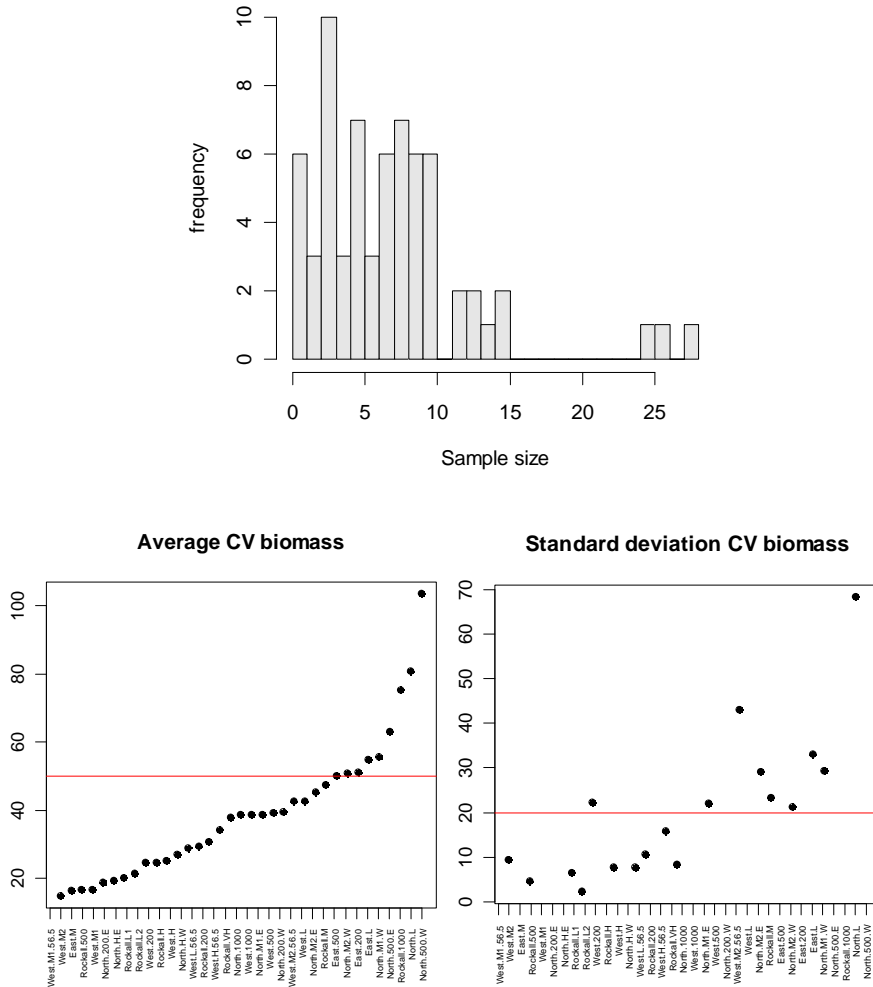 10
8
6
4
2
0
frequency
0 5 10 15 20 25
Sample size
Average CV biomass
100
80
60
40
20
West.M1.56.5
West.M2
East.M
Rockall.500
West.M1
North.200.E
North.H.E
Rockall.L1
Rockall.L2
West.200
Rockall.H
West.H
North.H.W
West.L.56.5
Rockall.200
West.H.56.5
Rockall.VH
North.1000
West.1000
North.M1.E
West.500
North.200.W
West.M2.56.5
West.L
North.M2.E
Rockall.M
East.500
North.M2.W
East.200
East.L
North.M1.W
North.500.E
Rockall.1000
North.L
North.500.W
Standard deviation CV biomass
70
60
50
40
30
20
10
0
West.M1.56.5
West.M2
East.M
Rockall.500
West.M1
North.200.E
North.H.E
Rockall.L1
Rockall.L2
West.200
Rockall.H
West.H
North.H.W
West.L.56.5
Rockall.200
West.H.56.5
Rockall.VH
North.1000
West.1000
North.M1.E
West.500
North.200.W
West.M2.56.5
West.L
North.M2.E
Rockall.M
East.500
North.M2.W
East.200
East.L
North.M1.W
North.500.E
Rockall.1000
North.L
North.500.W